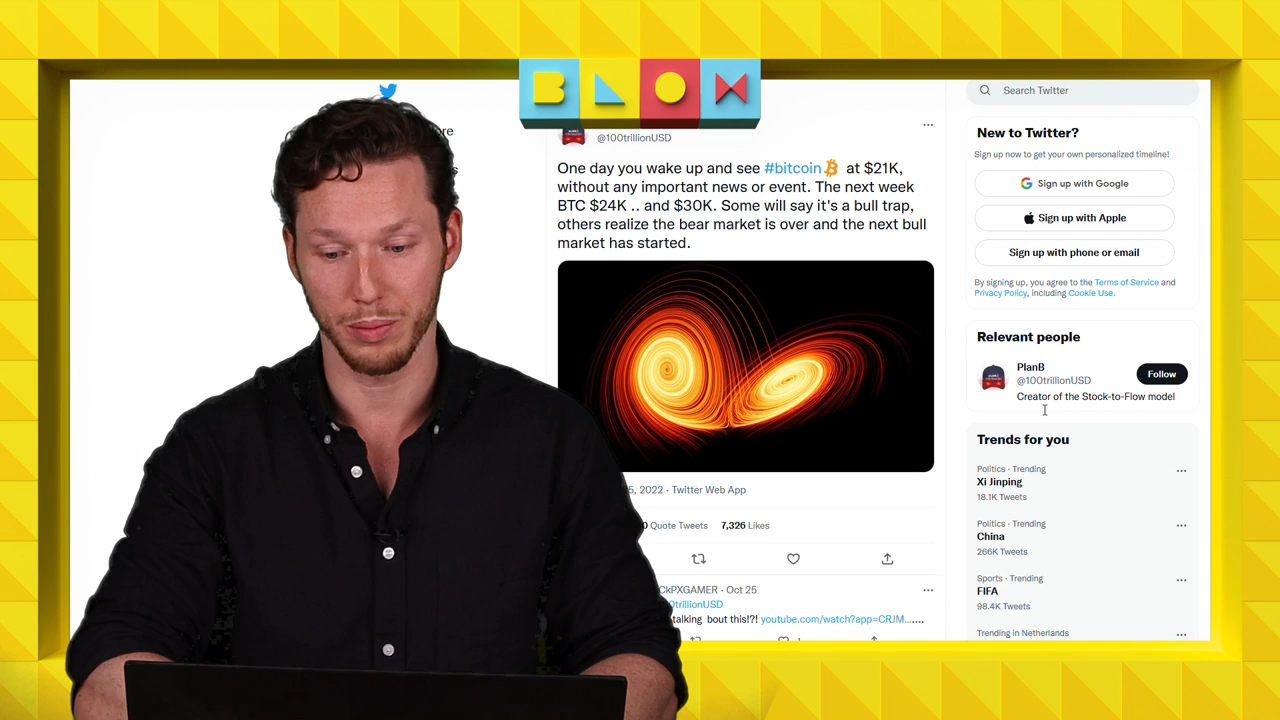 BLOM
ore
s
@100trillionUSD
One day you wake up and see #bitcoin at $21K,
without any important news or event. The next week
BTC $24K .. and $30K. Some will say it's a bull trap,
others realize the bear market is over and the next bull
market has started.
5, 2022 · Twitter Web App
0 Quote Tweets 7,326 Likes
CkPXGAMER · Oct 25
0trillionUSD
talking bout this!?! youtube.com/watch?app=CRJM...….
1
Search Twitter
New to Twitter?
Sign up now to get your own personalized timeline!
Sign up with Google
Sign up with Apple
Sign up with phone or email
By signing up, you agree to the Terms of Service and
Privacy Policy, including Cookie Use.
Relevant people
PlanB
@100trillionUSD
Follow
Creator of the Stock-to-Flow model
Trends for you
Politics · Trending
Xi Jinping
18.1K Tweets
Politics · Trending
China
266K Tweets
Sports · Trending
FIFA
98.4K Tweets
Trending in Netherlands